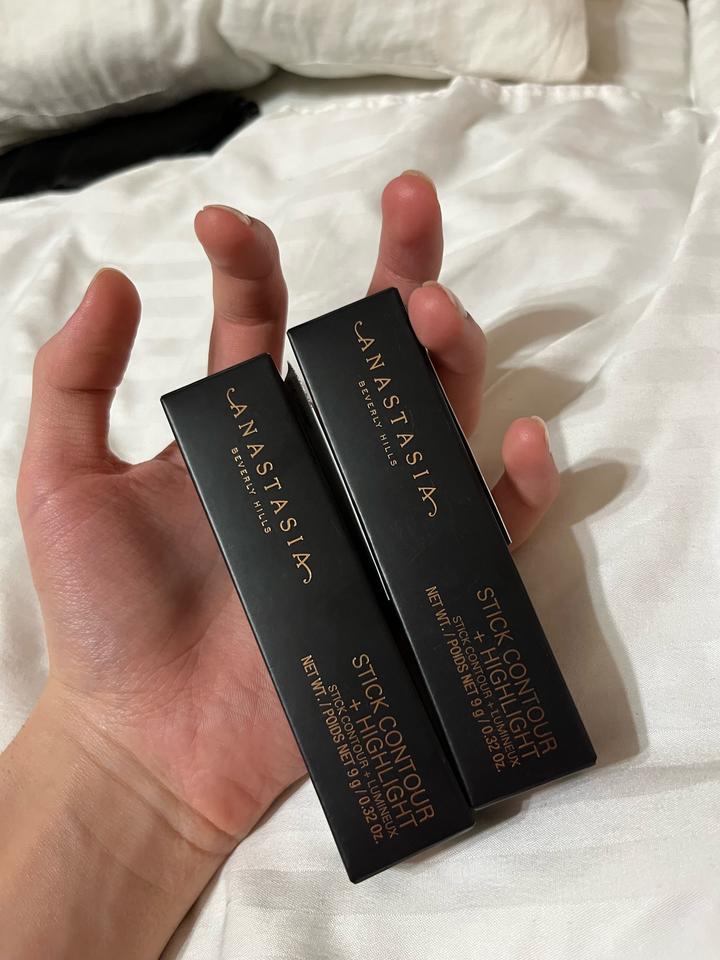 ANASTASIA
BEVERLY HILLS
STICK CONTOUR
+ HIGHLIGHT
STICK CONTOUR + LUMINEUX
NET WT. / POIDS NET 9 g / 0.32 Oz.
ANASTASIA
BEVERLY HILLS
STICK CONTOUR
+ HIGHLIGHT
STICK CONTOUR + LUMINEUX
NET WT. / POIDS NET 9 g / 0.32 Oz.